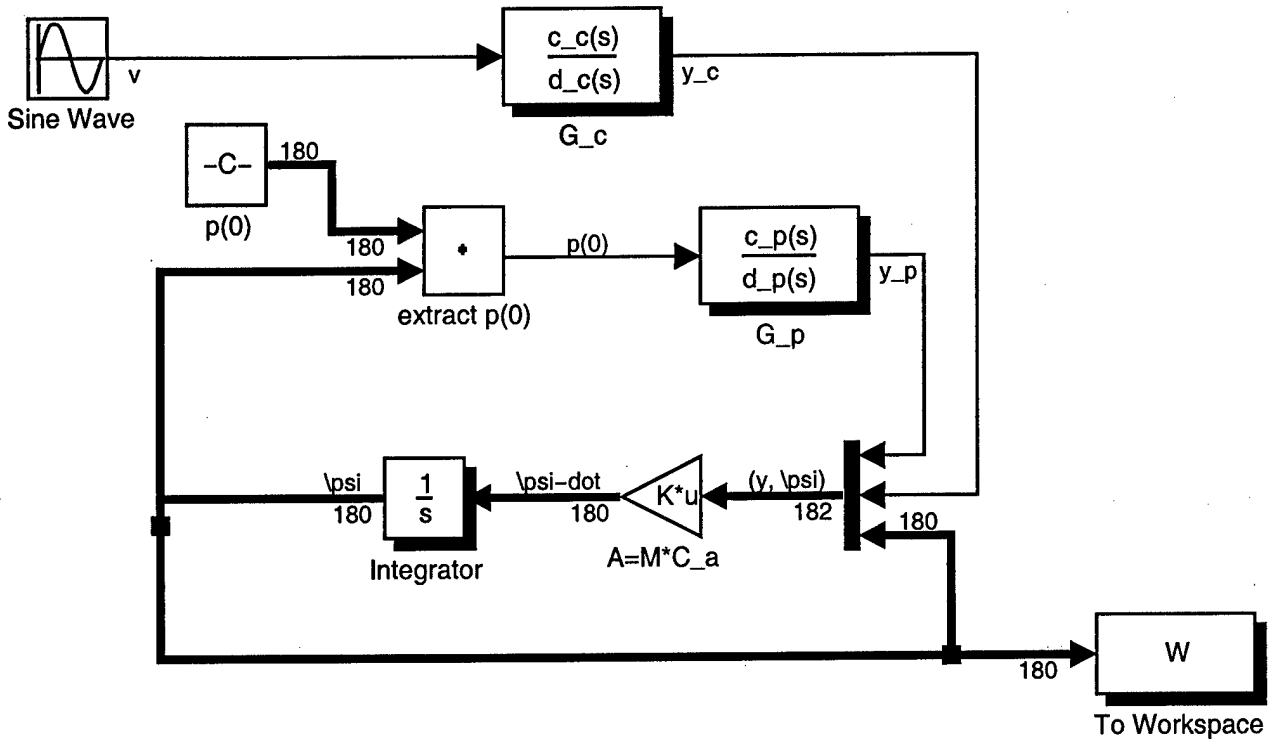 c_c(s)
d_c(s)
v
y_c
Sine Wave
G_c
−C−
180
p(0)
180
180
•
p(0)
extract p(0)
c_p(s)
d_p(s)
y_p
G_p
\psi
180
1
s
Integrator
\psi−dot
180
K*u
A=M*C_a
(y, \psi)
182
180
180
W
To Workspace